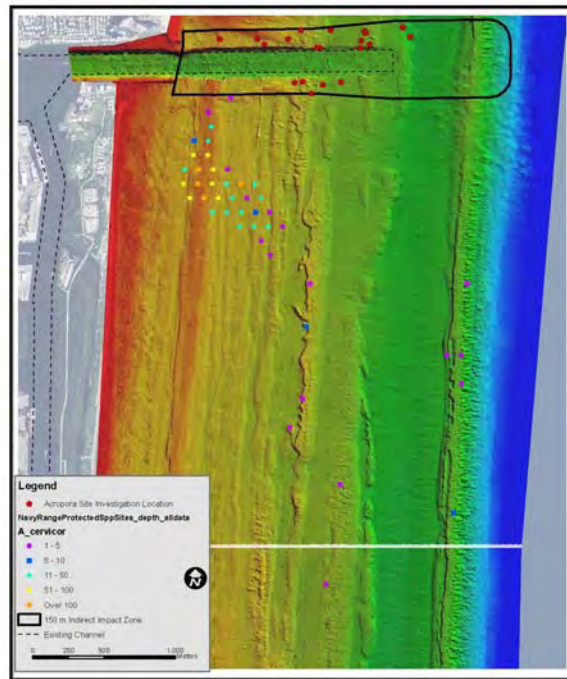 Legend
Acropora Site Investigation Location
NavyRangeProtectedSppSites_depth_alldata
A_cervicor
1 - 5
5 - 10
11 - 50
51 - 100
Over 100
150 m Indirect Impact Zone
Existing Channel
N
0 250 500 1,000
Meters